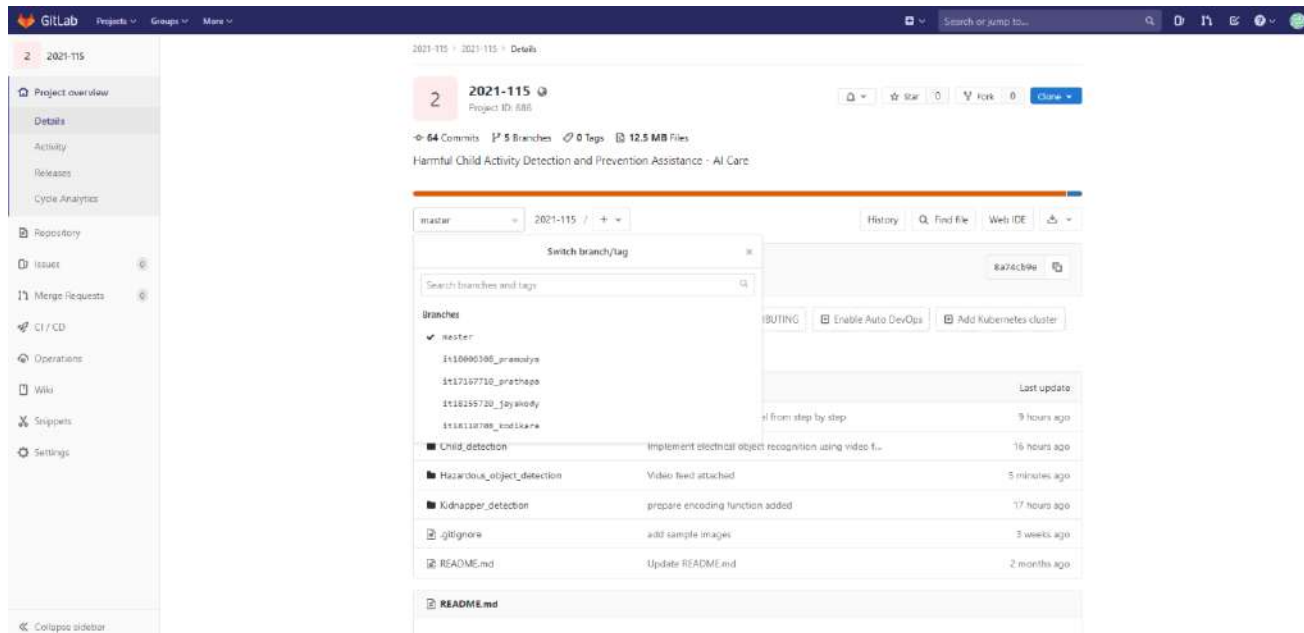 GitLab Projects Groups More Search or jump to...
2 2021-115
Project overview
Details
Activity
Releases
Cycle Analytics
Repository
Issues 0
Merge Requests 0
CI / CD
Operations
Wiki
Snippets
Settings
Collapse sidebar
2021-115 > 2021-115 > Details
2 2021-115
Project ID: 686
Star 0 Fork 0 Clone
64 Commits 5 Branches 0 Tags 12.5 MB Files
Harmful Child Activity Detection and Prevention Assistance - AI Care
master 2021-115 / + History Find file Web IDE
Switch branch/tag
8a74cb9e
Search branches and tags
Branches
master
BUTING Enable Auto DevOps Add Kubernetes cluster
Last update
el from step by step 9 hours ago
Child_detection Implement electrical object recognition using video f... 16 hours ago
Hazardous_object_detection Video feed attached 5 minutes ago
Kidnapper_detection prepare encoding function added 17 hours ago
.gitignore add sample images 3 weeks ago
README.md Update README.md 2 months ago
README.md